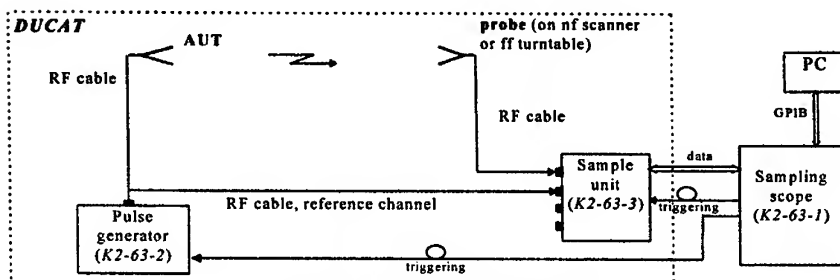 DUCAT
AUT
probe (on nf scanner
or ff turntable)
PC
RF cable
GPIB
RF cable
data
Sample
unit
(K2-63-3)
Sampling
scope
(K2-63-1)
triggering
RF cable, reference channel
Pulse
generator
(K2-63-2)
triggering